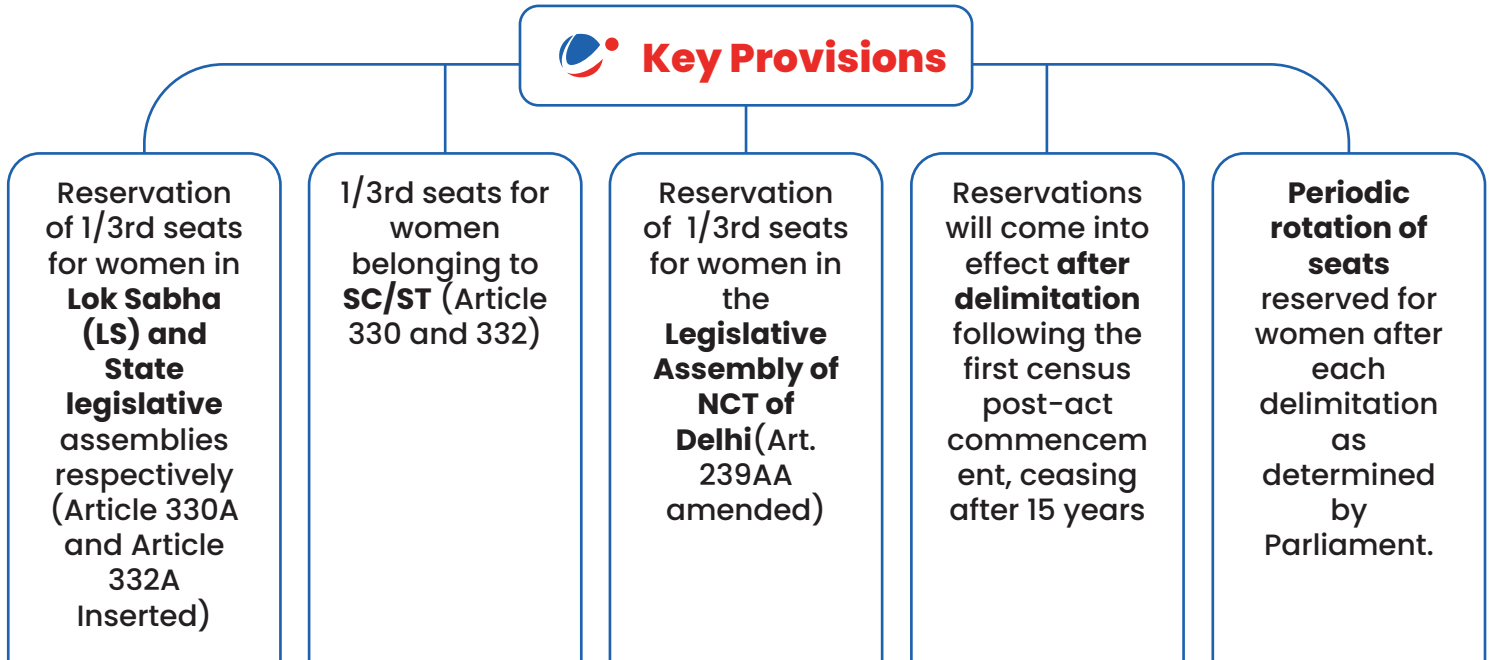 Key Provisions
Reservation
of 1/3rd seats
for women in
Lok Sabha
(LS) and
State
legislative
assemblies
respectively
(Article 330A
and Article
332A
Inserted)
1/3rd seats for
women
belonging to
SC/ST (Article
330 and 332)
Reservation
of 1/3rd seats
for women in
the
Legislative
Assembly of
NCT of
Delhi(Art.
239AA
amended)
Reservations
will come into
effect after
delimitation
following the
first census
post-act
commencem
ent, ceasing
after 15 years
Periodic
rotation of
seats
reserved for
women after
each
delimitation
as
determined
by
Parliament.